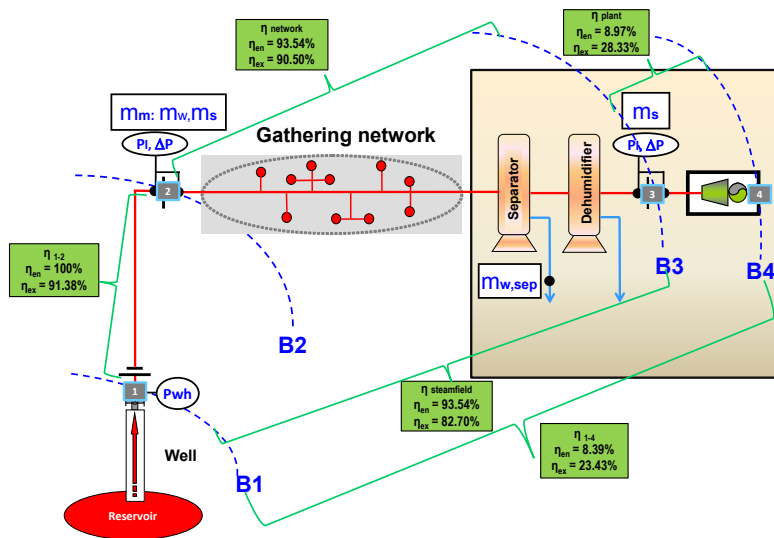 η network
ηen = 93.54%
ηex = 90.50%
η plant
ηen = 8.97%
ηex = 28.33%
mm: mw,ms
PI, ΔP
Gathering network
ms
PI, ΔP
Separator
Dehumidifier
2
3
4
η 1-2
ηen = 100%
ηex = 91.38%
mw,sep
B3
B4
B2
1
Pwh
η steamfield
ηen = 93.54%
ηex = 82.70%
η 1-4
ηen = 8.39%
ηex = 23.43%
Well
B1
Reservoir